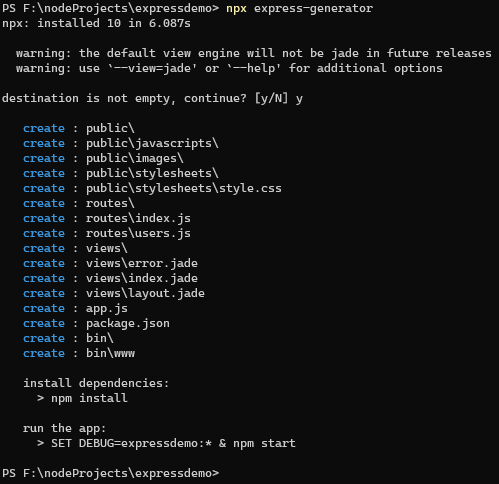 PS F:\nodeProjects\expressdemo> npx express-generator
npx: installed 10 in 6.087s
warning: the default view engine will not be jade in future releases
warning: use `--view=jade' or `--help' for additional options
destination is not empty, continue? [y/N] y
create : public\
create : public\javascripts\
create : public\images\
create : public\stylesheets\
create : public\stylesheets\style.css
create : routes\
create : routes\index.js
create : routes\users.js
create : views\
create : views\error.jade
create : views\index.jade
create : views\layout.jade
create : app.js
create : package.json
create : bin\
create : bin\www
install dependencies:
> npm install
run the app:
> SET DEBUG=expressdemo:* & npm start
PS F:\nodeProjects\expressdemo>